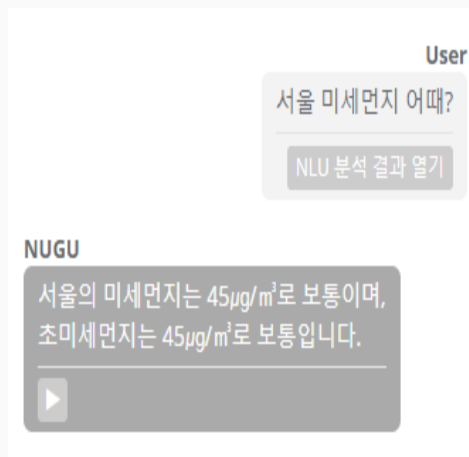 User
서울 미세먼지 어때?
NLU 분석 결과 열기
NUGU
서울의 미세먼지는 45μg/㎥로 보통이며,
초미세먼지는 45μg/㎥로 보통입니다.